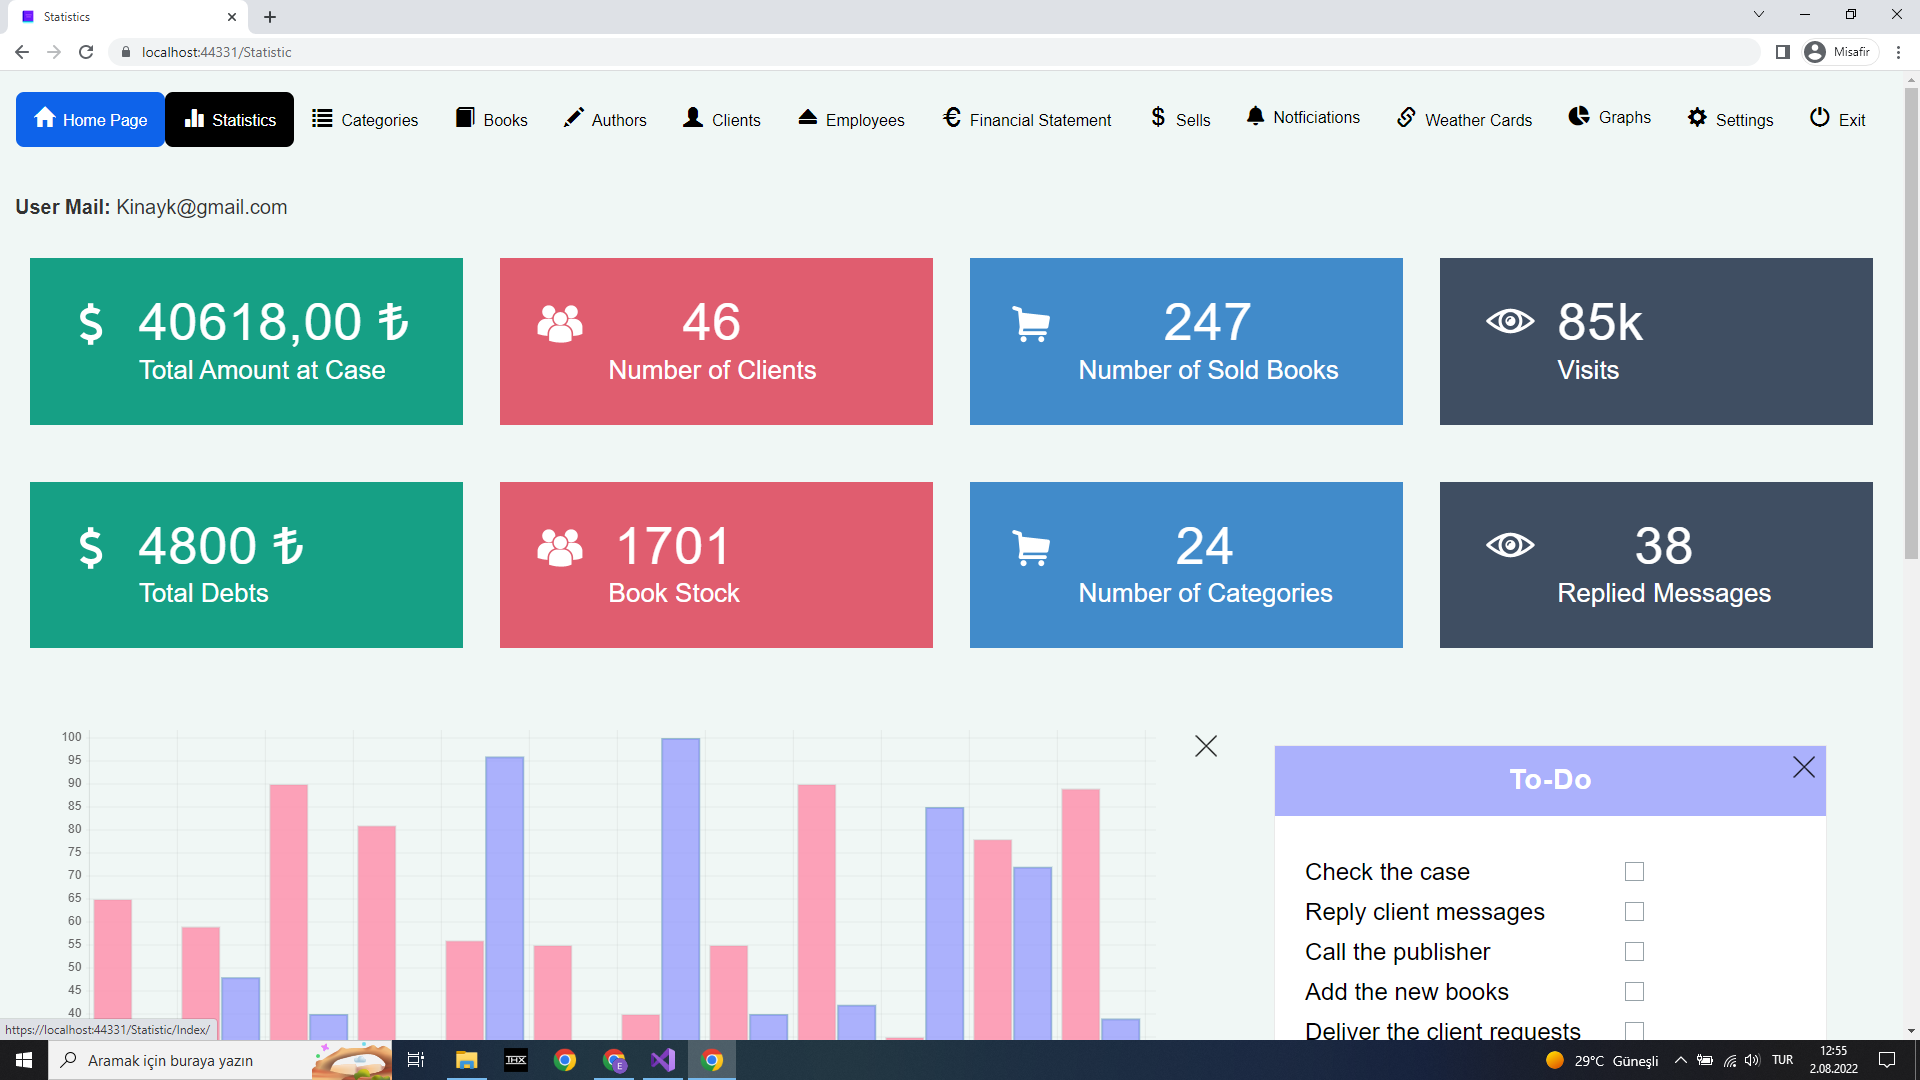 Statistics
localhost:44331/Statistic
Misafir
Home Page Statistics Categories Books Authors Clients Employees Financial Statement Sells Notficiations Weather Cards Graphs Settings Exit
User Mail: Kinayk@gmail.com
40618,00 ₺
Total Amount at Case
46
Number of Clients
247
Number of Sold Books
85k
Visits
4800 ₺
Total Debts
1701
Book Stock
24
Number of Categories
38
Replied Messages
100
95
90
85
80
75
70
65
60
55
50
45
40
To-Do
Check the case
Reply client messages
Call the publisher
Add the new books
Deliver the client requests
https://localhost:44331/Statistic/Index/
Aramak için buraya yazın
THX
E
29°C Güneşli
TUR
12:55
2.08.2022